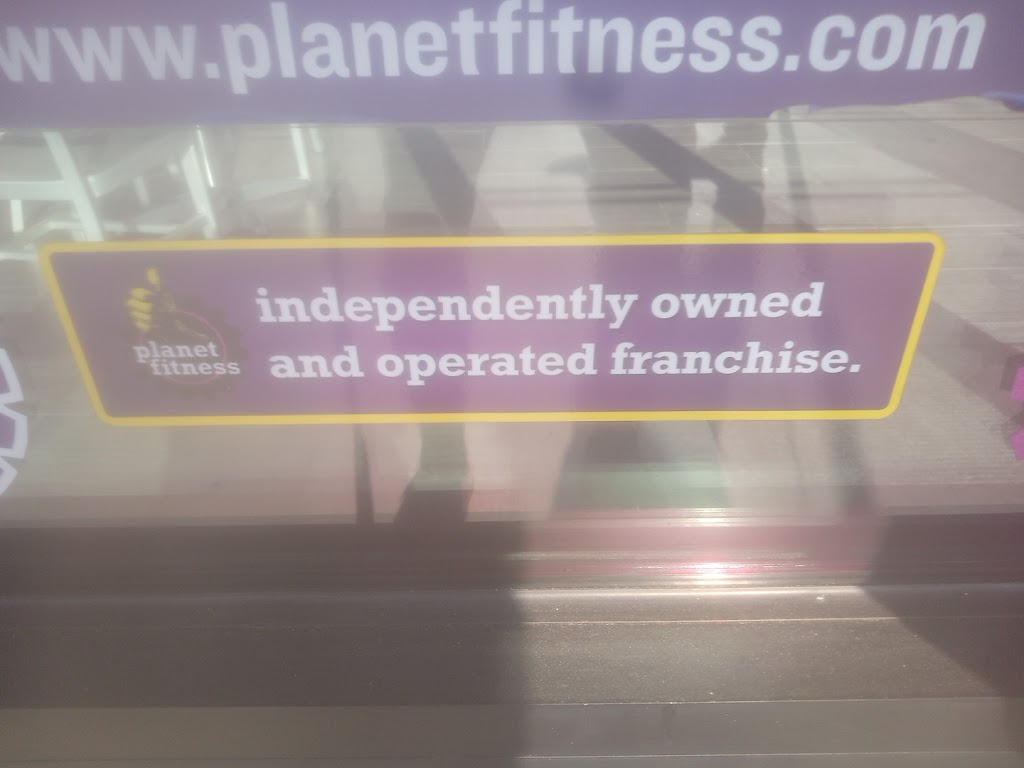 www.planetfitness.com
planet
fitness
independently owned
and operated franchise.